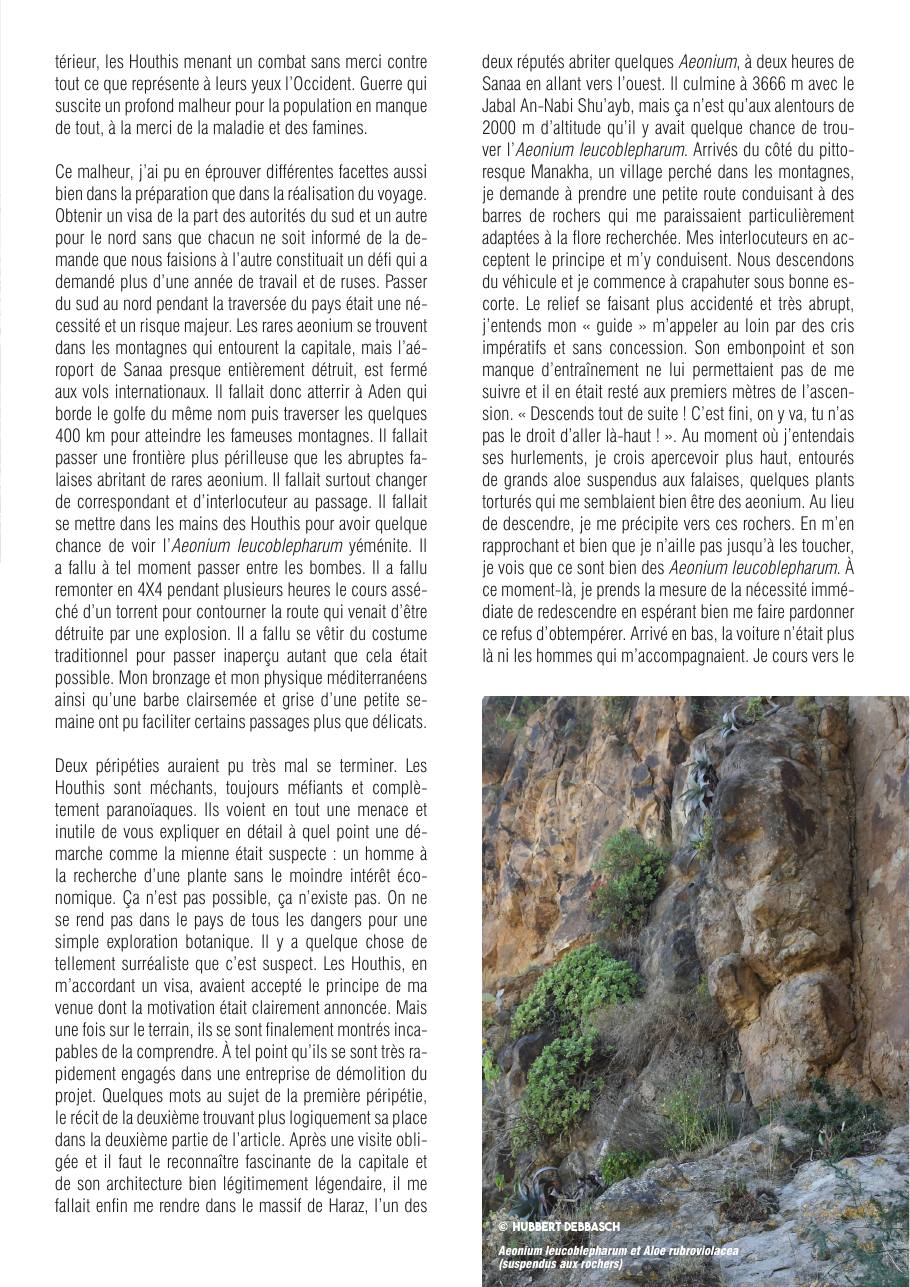 térieur, les Houthis menant un combat sans merci contre
tout ce que représente à leurs yeux l’Occident. Guerre qui
suscite un profond malheur pour la population en manque
de tout, à la merci de la maladie et des famines.
Ce malheur, j’ai pu en éprouver différentes facettes aussi
bien dans la préparation que dans la réalisation du voyage.
Obtenir un visa de la part des autorités du sud et un autre
pour le nord sans que chacun ne soit informé de la de-
mande que nous faisions à l’autre constituait un défi qui a
demandé plus d’une année de travail et de ruses. Passer
du sud au nord pendant la traversée du pays était une né-
cessité et un risque majeur. Les rares aeonium se trouvent
dans les montagnes qui entourent la capitale, mais l’aé-
roport de Sanaa presque entièrement détruit, est fermé
aux vols internationaux. Il fallait donc atterrir à Aden qui
borde le golfe du même nom puis traverser les quelques
400 km pour atteindre les fameuses montagnes. Il fallait
passer une frontière plus périlleuse que les abruptes fa-
laises abritant de rares aeonium. Il fallait surtout changer
de correspondant et d’interlocuteur au passage. Il fallait
se mettre dans les mains des Houthis pour avoir quelque
chance de voir l’Aeonium leucoblepharum yéménite. Il
a fallu à tel moment passer entre les bombes. Il a fallu
remonter en 4X4 pendant plusieurs heures le cours assé-
ché d’un torrent pour contourner la route qui venait d’être
détruite par une explosion. Il a fallu se vêtir du costume
traditionnel pour passer inaperçu autant que cela était
possible. Mon bronzage et mon physique méditerranéens
ainsi qu’une barbe clairsemée et grise d’une petite se-
maine ont pu faciliter certains passages plus que délicats.
Deux péripéties auraient pu très mal se terminer. Les
Houthis sont méchants, toujours méfiants et complè-
tement paranoïaques. Ils voient en tout une menace et
inutile de vous expliquer en détail à quel point une dé-
marche comme la mienne était suspecte : un homme à
la recherche d’une plante sans le moindre intérêt éco-
nomique. Ça n’est pas possible, ça n’existe pas. On ne
se rend pas dans le pays de tous les dangers pour une
simple exploration botanique. Il y a quelque chose de
tellement surréaliste que c’est suspect. Les Houthis, en
m’accordant un visa, avaient accepté le principe de ma
venue dont la motivation était clairement annoncée. Mais
une fois sur le terrain, ils se sont finalement montrés inca-
pables de la comprendre. À tel point qu’ils se sont très ra-
pidement engagés dans une entreprise de démolition du
projet. Quelques mots au sujet de la première péripétie,
le récit de la deuxième trouvant plus logiquement sa place
dans la deuxième partie de l’article. Après une visite obli-
gée et il faut le reconnaître fascinante de la capitale et
de son architecture bien légitimement légendaire, il me
fallait enfin me rendre dans le massif de Haraz, l’un des
deux réputés abriter quelques Aeonium, à deux heures de
Sanaa en allant vers l’ouest. Il culmine à 3666 m avec le
Jabal An-Nabi Shu’ayb, mais ça n’est qu’aux alentours de
2000 m d’altitude qu’il y avait quelque chance de trou-
ver l’Aeonium leucoblepharum. Arrivés du côté du pitto-
resque Manakha, un village perché dans les montagnes,
je demande à prendre une petite route conduisant à des
barres de rochers qui me paraissaient particulièrement
adaptées à la flore recherchée. Mes interlocuteurs en ac-
ceptent le principe et m’y conduisent. Nous descendons
du véhicule et je commence à crapahuter sous bonne es-
corte. Le relief se faisant plus accidenté et très abrupt,
j’entends mon « guide » m’appeler au loin par des cris
impératifs et sans concession. Son embonpoint et son
manque d’entraînement ne lui permettaient pas de me
suivre et il en était resté aux premiers mètres de l’ascen-
sion. « Descends tout de suite ! C’est fini, on y va, tu n’as
pas le droit d’aller là-haut ! ». Au moment où j’entendais
ses hurlements, je crois apercevoir plus haut, entourés
de grands aloe suspendus aux falaises, quelques plants
torturés qui me semblaient bien être des aeonium. Au lieu
de descendre, je me précipite vers ces rochers. En m’en
rapprochant et bien que je n’aille pas jusqu’à les toucher,
je vois que ce sont bien des Aeonium leucoblepharum. À
ce moment-là, je prends la mesure de la nécessité immé-
diate de redescendre en espérant bien me faire pardonner
ce refus d’obtempérer. Arrivé en bas, la voiture n’était plus
là ni les hommes qui m’accompagnaient. Je cours vers le
© HUBBERT DEBBASCH
Aeonium leucoblepharum et Aloe rubroviolacea
(suspendus aux rochers)